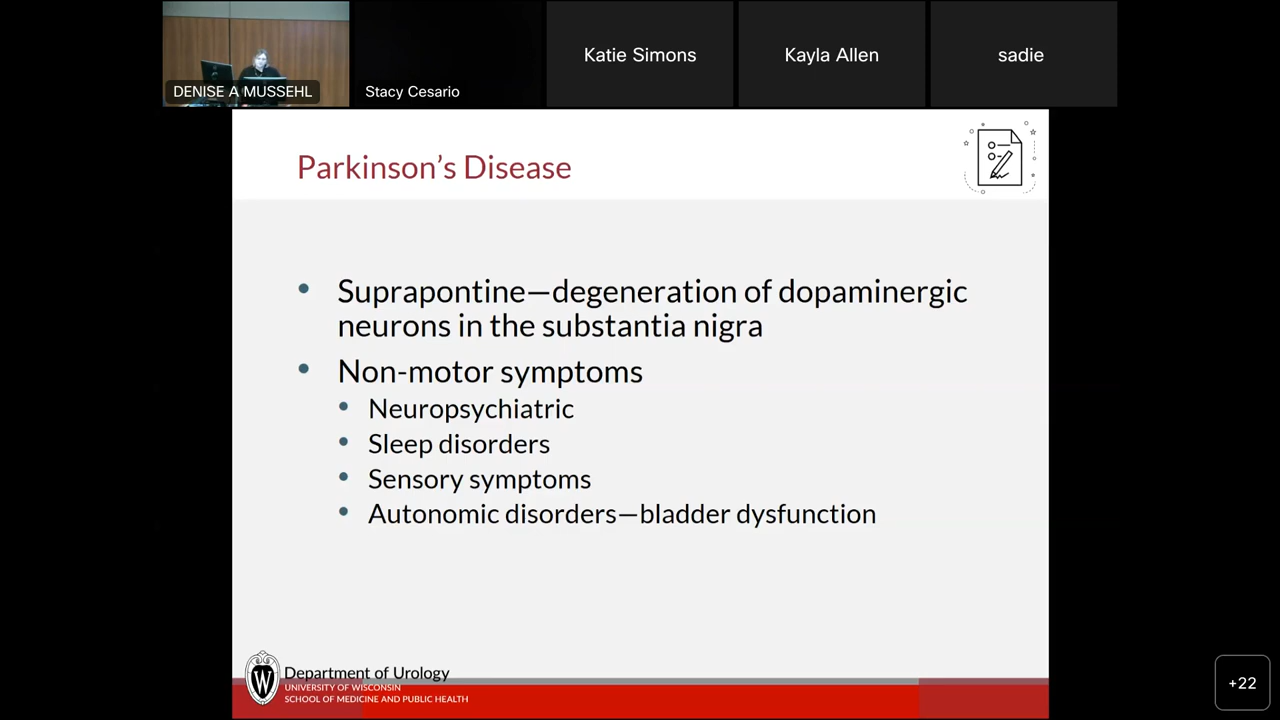 DENISE A MUSSEHL
Stacy Cesario
Katie Simons
Kayla Allen
sadie
Parkinson’s Disease
• Suprapontine—degeneration of dopaminergic
neurons in the substantia nigra
• Non-motor symptoms
• Neuropsychiatric
• Sleep disorders
• Sensory symptoms
• Autonomic disorders—bladder dysfunction
W
Department of Urology
UNIVERSITY OF WISCONSIN
SCHOOL OF MEDICINE AND PUBLIC HEALTH
+22